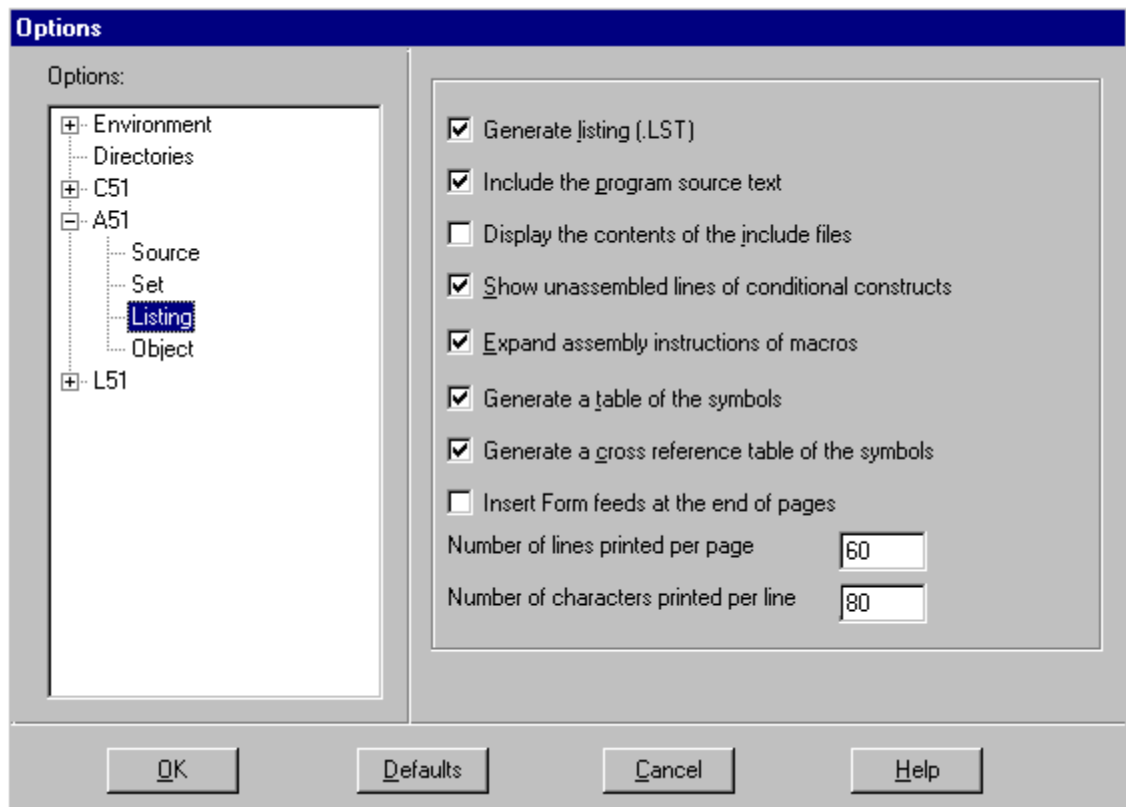 Options
Options:
Environment
Directories
C51
A51
Source
Set
Listing
Object
L51
Generate listing (.LST)
Include the program source text
Display the contents of the include files
Show unassembled lines of conditional constructs
Expand assembly instructions of macros
Generate a table of the symbols
Generate a cross reference table of the symbols
Insert Form feeds at the end of pages
Number of lines printed per page 60
Number of characters printed per line 80
OK Defaults Cancel Help